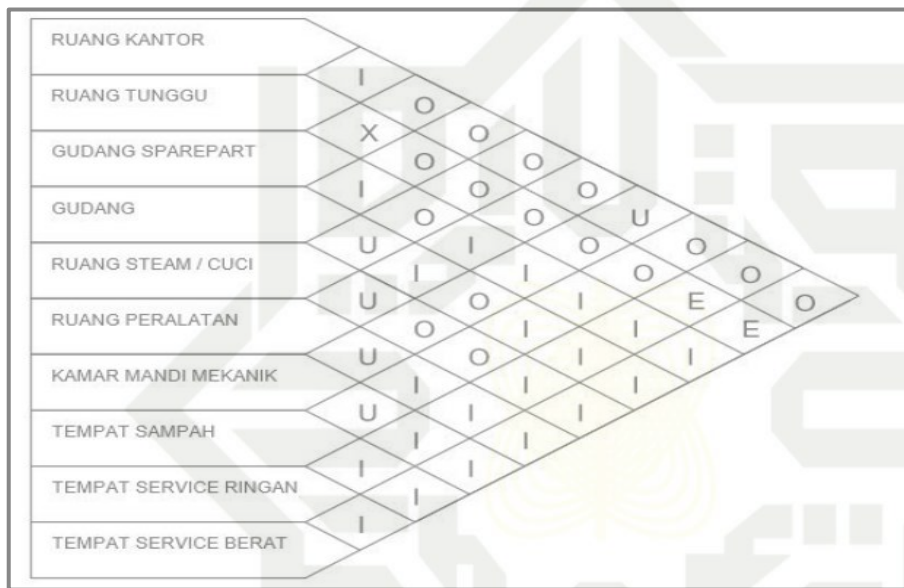 RUANG KANTOR
I
RUANG TUNGGU
O
X O
GUDANG SPAREPART
O O
I O O
GUDANG
O O U
U I O O
RUANG STEAM / CUCI
I I O O
U O I E O
RUANG PERALATAN
O I I E
U O I I
KAMAR MANDI MEKANIK
I I I
U I I
TEMPAT SAMPAH
I I
I I
TEMPAT SERVICE RINGAN
I
I
TEMPAT SERVICE BERAT